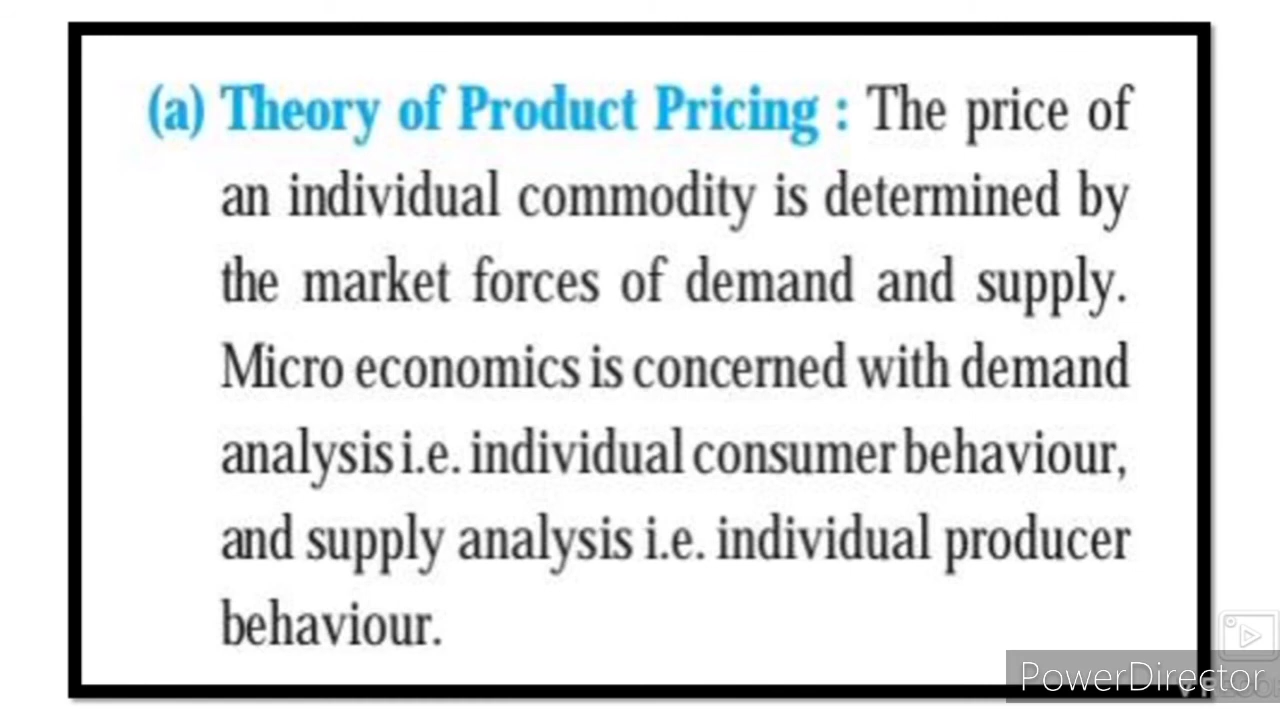 (a) Theory of Product Pricing : The price of
an individual commodity is determined by
the market forces of demand and supply.
Micro economics is concerned with demand
analysis i.e. individual consumer behaviour,
and supply analysis i.e. individual producer
behaviour.
PowerDirector